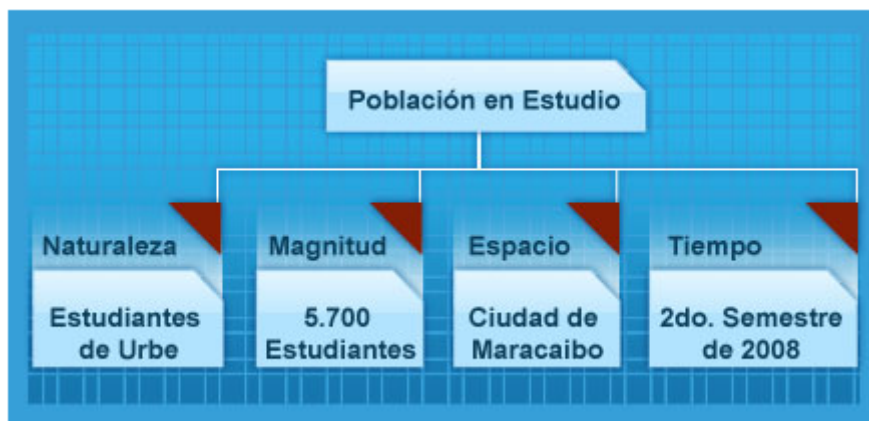 Población en Estudio
Naturaleza
Estudiantes
de Urbe
Magnitud
5.700
Estudiantes
Espacio
Ciudad de
Maracaibo
Tiempo
2do. Semestre
de 2008